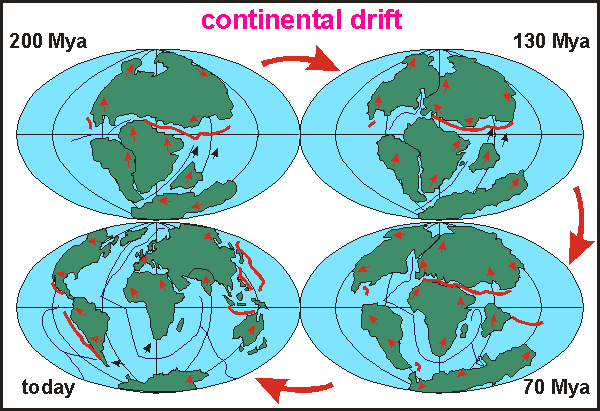 continental drift
200 Mya
130 Mya
today
70 Mya